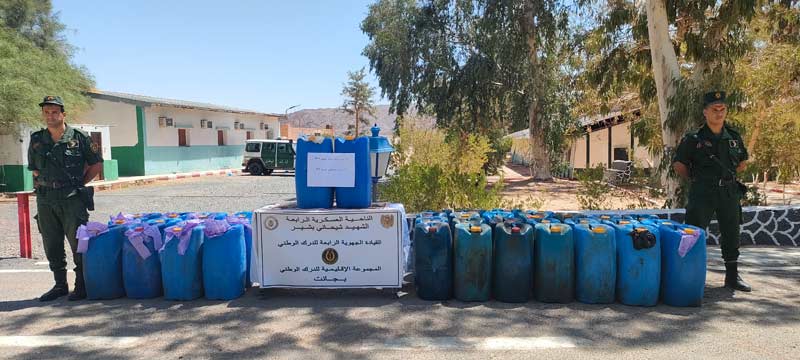 الناحية العسكرية الرابعة
الشهيد شيحاني بشير
القيادة الجهوية الرابعة للدرك الوطني
المجموعة الإقليمية للدرك الوطني
بجانت